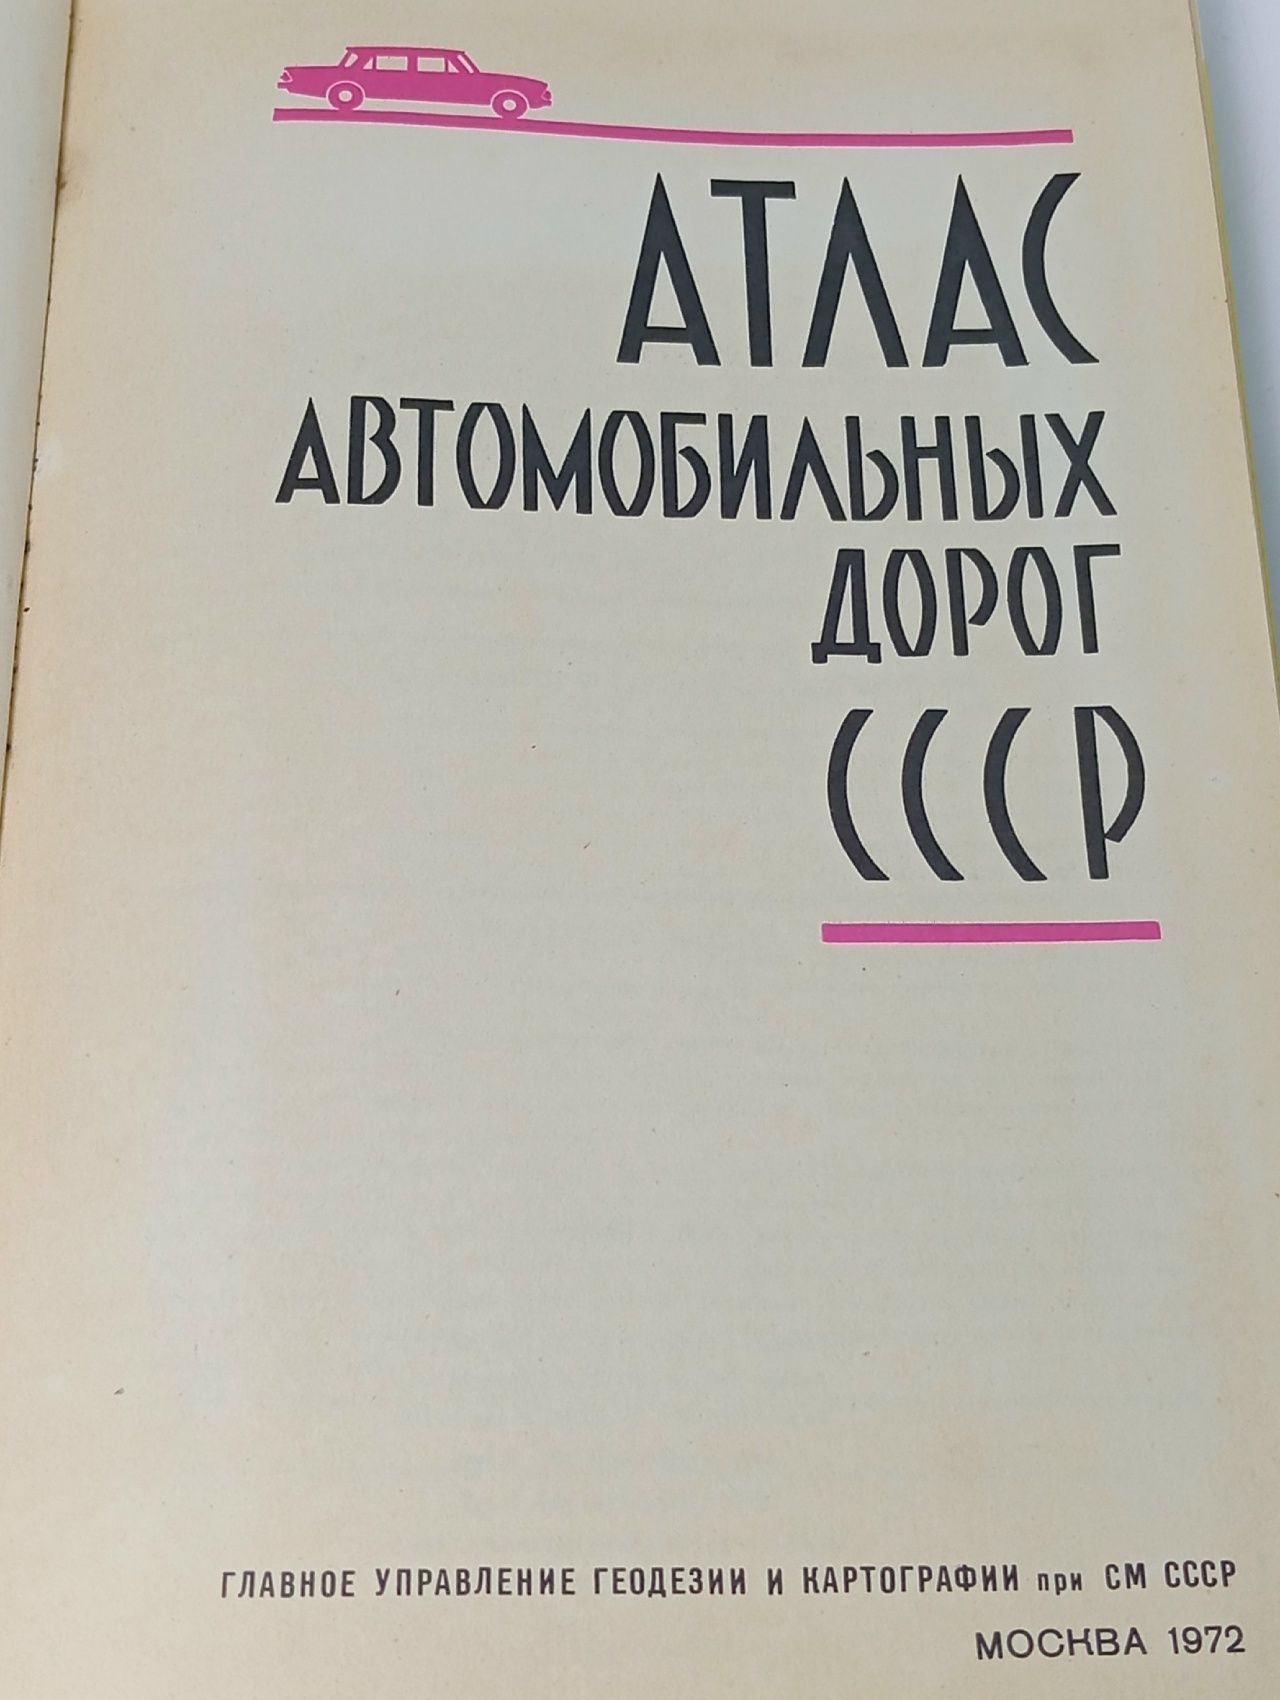 АТЛАС
АВТОМОБИЛЬНЫХ
ДОРОГ
СССР
ГЛАВНОЕ УПРАВЛЕНИЕ ГЕОДЕЗИИ И КАРТОГРАФИИ при СМ СССР
МОСКВА 1972